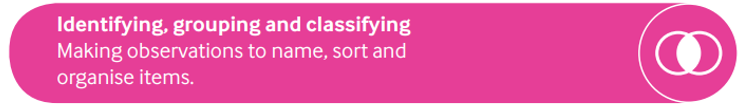 Identifying, grouping and classifying
Making observations to name, sort and
organise items.